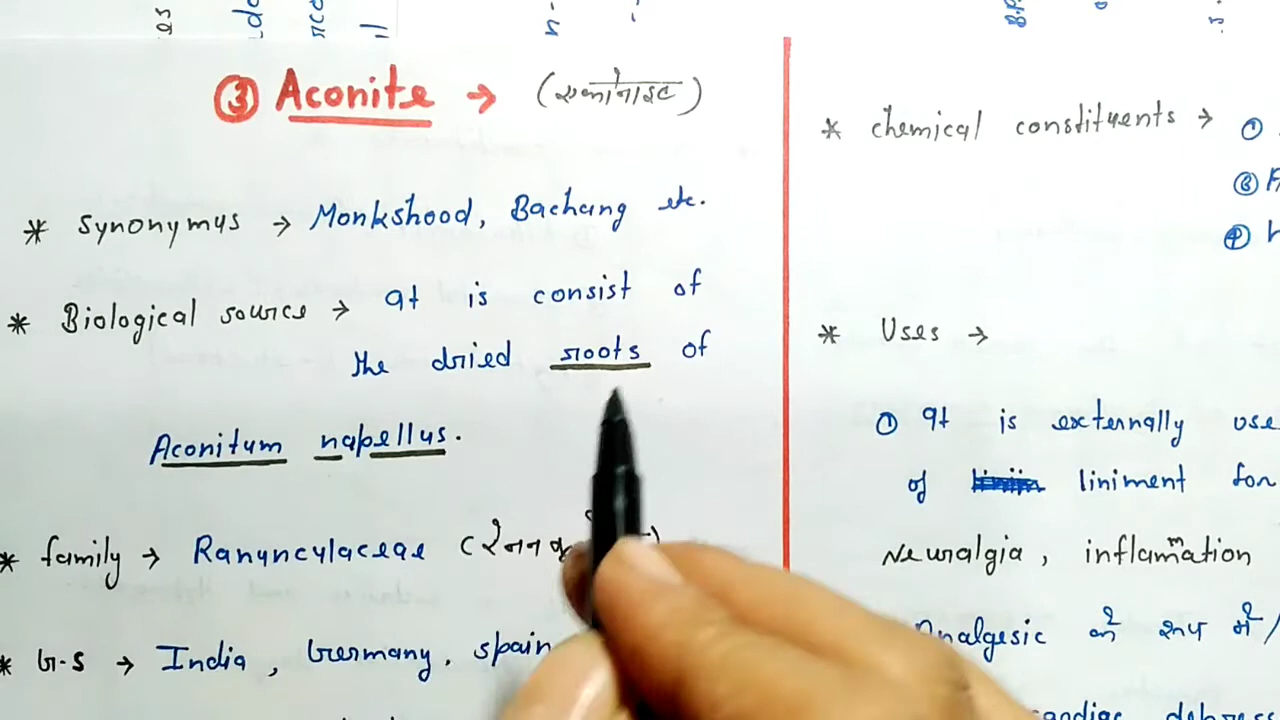 ③ Aconite → (एकोनाइट)
* Synonymus → Monkshood, Bachang etc.
* Biological source → It is consist of
the dried roots of
Aconitum napellus.
* family → Ranunculaceae
* G.S → India, Germany, spain
* chemical constituents → ①
③
④
* Uses →
① It is externally use
of liniment for
Neuralgia, inflammation
Analgesic के रूप में /